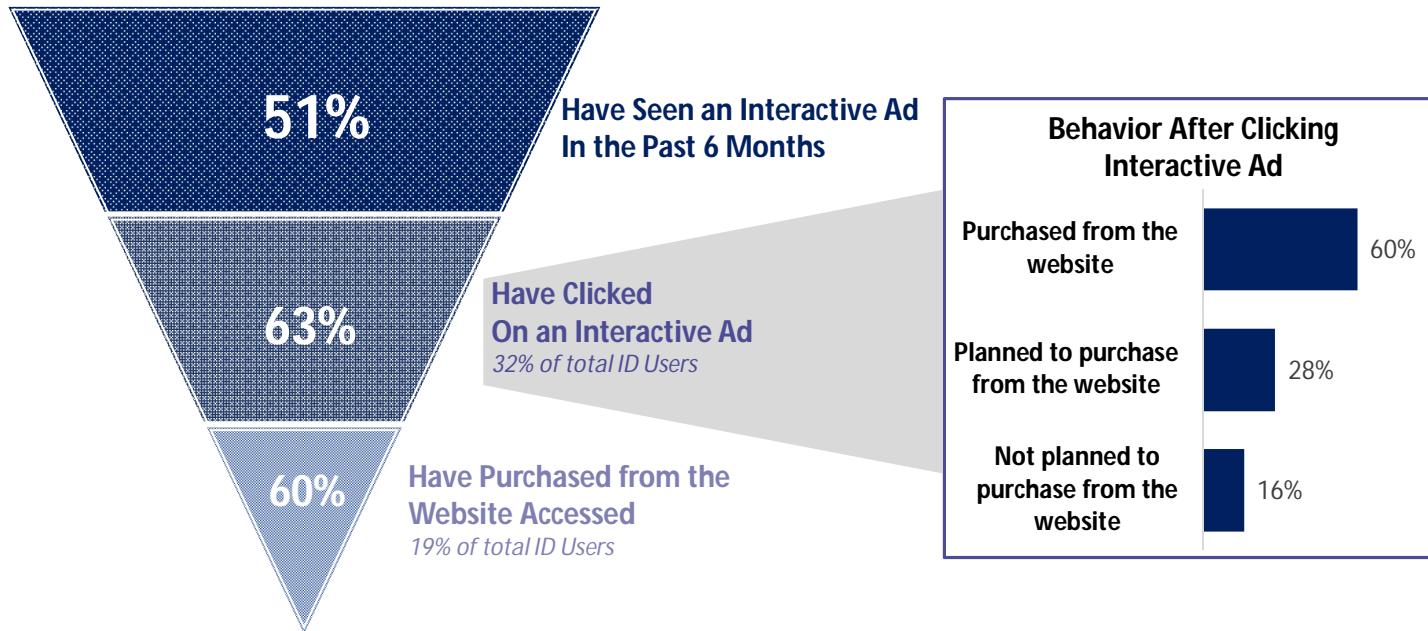 51%
Have Seen an Interactive Ad
In the Past 6 Months
63%
Have Clicked
On an Interactive Ad
32% of total ID Users
60%
Have Purchased from the
Website Accessed
19% of total ID Users
Behavior After Clicking
Interactive Ad
Purchased from the
website
60%
Planned to purchase
from the website
28%
Not planned to
purchase from the
website
16%